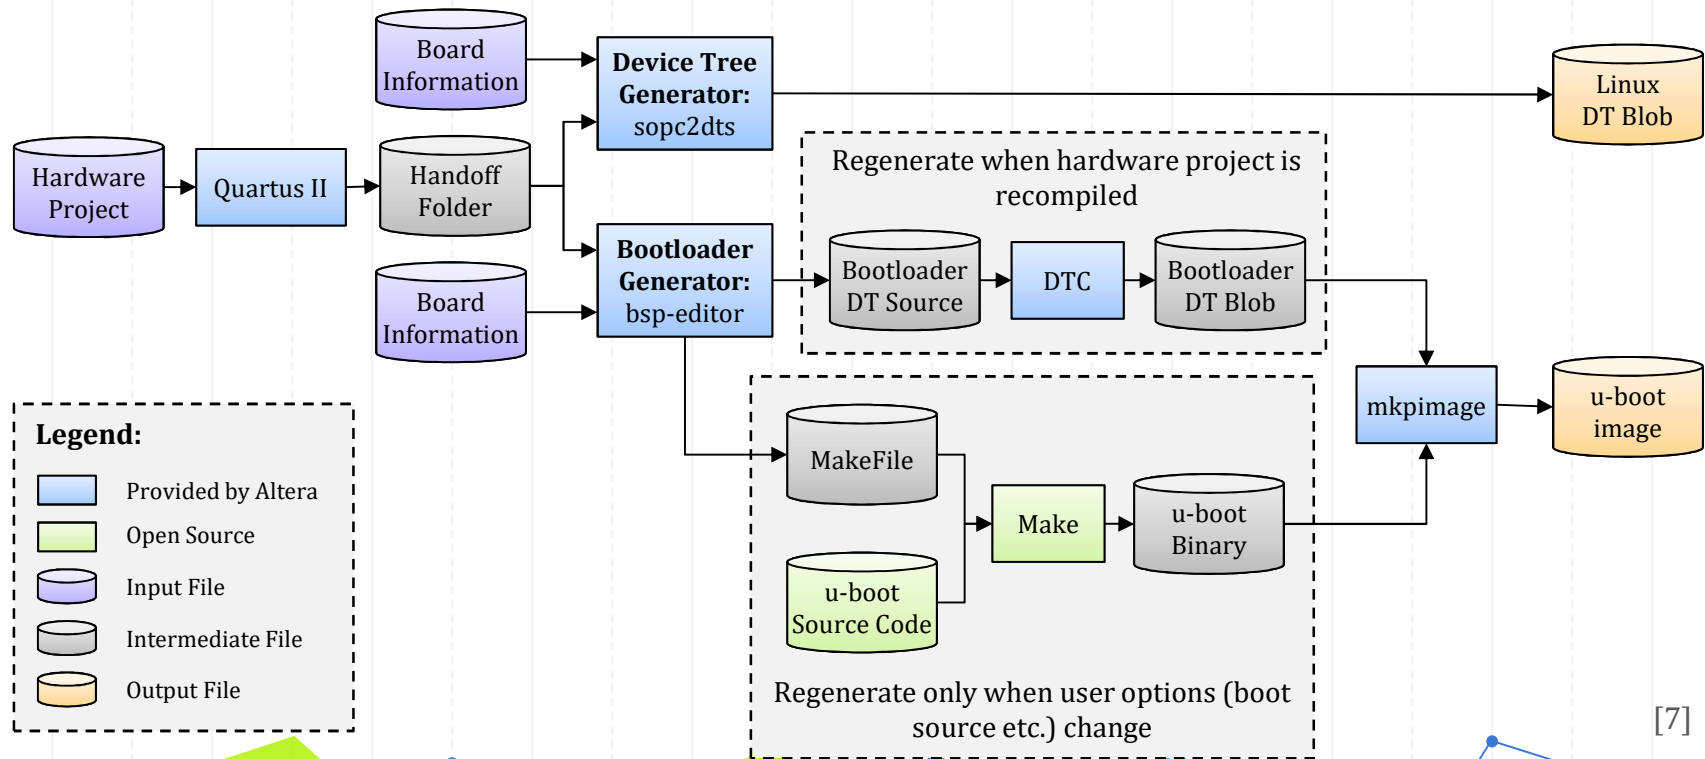 Board
Information
Device Tree
Generator:
sopc2dts
Linux
DT Blob
Hardware
Project
Quartus II
Handoff
Folder
Regenerate when hardware project is
recompiled
Board
Information
Bootloader
Generator:
bsp-editor
Bootloader
DT Source
DTC
Bootloader
DT Blob
mkpimage
u-boot
image
MakeFile
u-boot
Source Code
Make
u-boot
Binary
Regenerate only when user options (boot
source etc.) change
Legend:
Provided by Altera
Open Source
Input File
Intermediate File
Output File
[7]